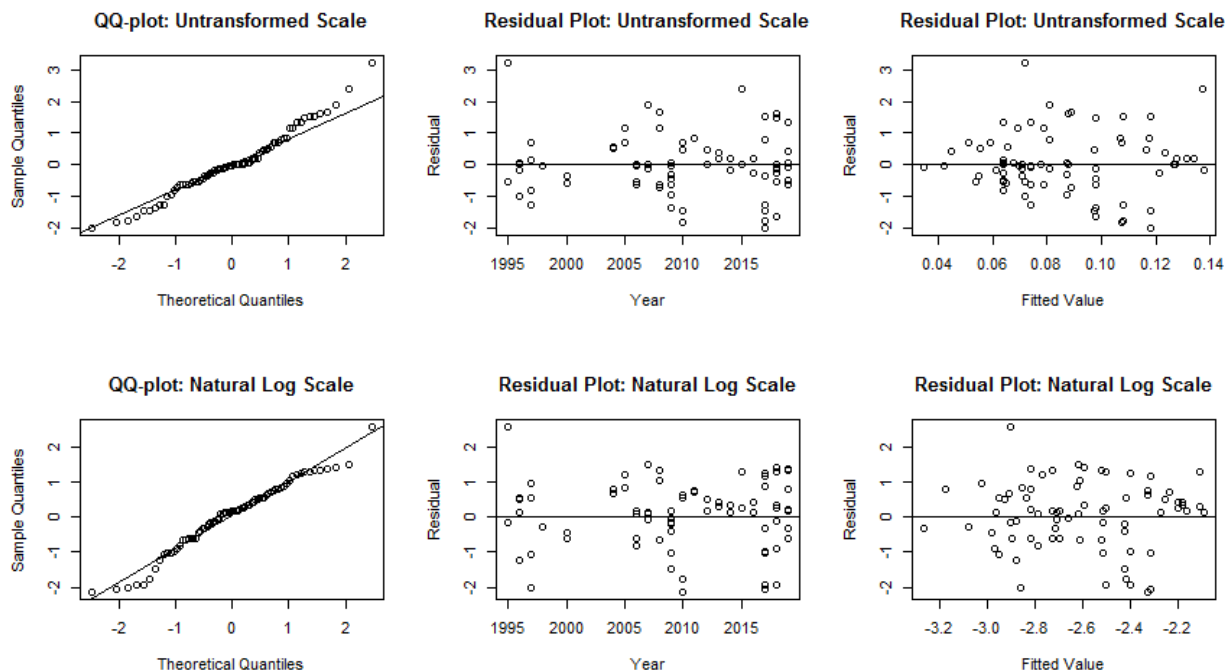 QQ-plot: Untransformed Scale
Sample Quantiles
3
2
1
0
-1
-2
-2 -1 0 1 2
Theoretical Quantiles
Residual Plot: Untransformed Scale
Residual
3
2
1
0
-1
-2
1995 2000 2005 2010 2015
Year
Residual Plot: Untransformed Scale
Residual
3
2
1
0
-1
-2
0.04 0.06 0.08 0.10 0.12 0.14
Fitted Value
QQ-plot: Natural Log Scale
Sample Quantiles
2
1
0
-1
-2
-2 -1 0 1 2
Theoretical Quantiles
Residual Plot: Natural Log Scale
Residual
2
1
0
-1
-2
1995 2000 2005 2010 2015
Year
Residual Plot: Natural Log Scale
Residual
2
1
0
-1
-2
-3.2 -3.0 -2.8 -2.6 -2.4 -2.2
Fitted Value